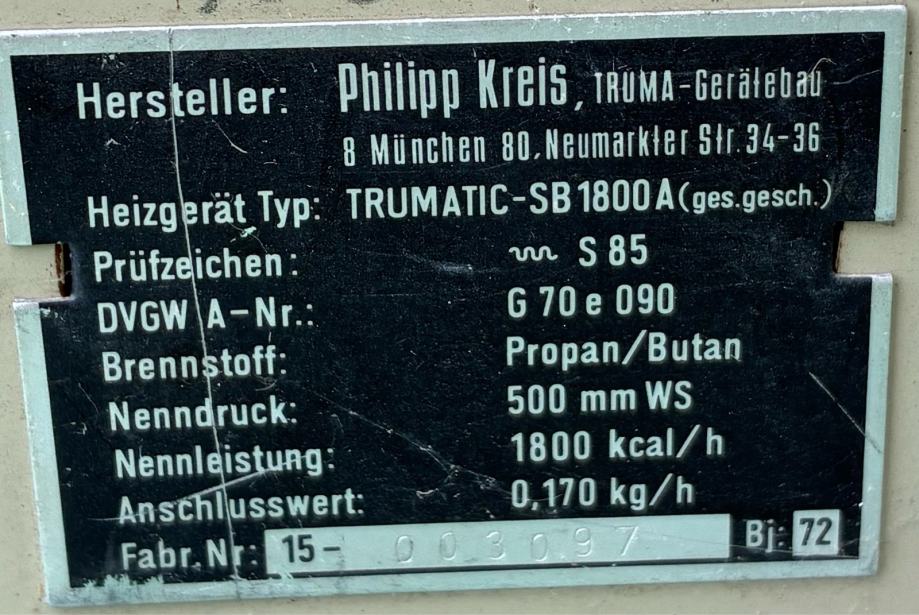 Hersteller: Philipp Kreis, TRUMA-Gerätebau
8 München 80, Neumarkter Str. 34-36
Heizgerät Typ: TRUMATIC-SB 1800 A (ges.gesch.)
Prüfzeichen: S 85
DVGW A-Nr.: G 70 e 090
Brennstoff: Propan/Butan
Nenndruck: 500 mm WS
Nennleistung: 1800 kcal/h
Anschlusswert: 0,170 kg/h
Fabr. Nr: 15- 003097 Bj: 72